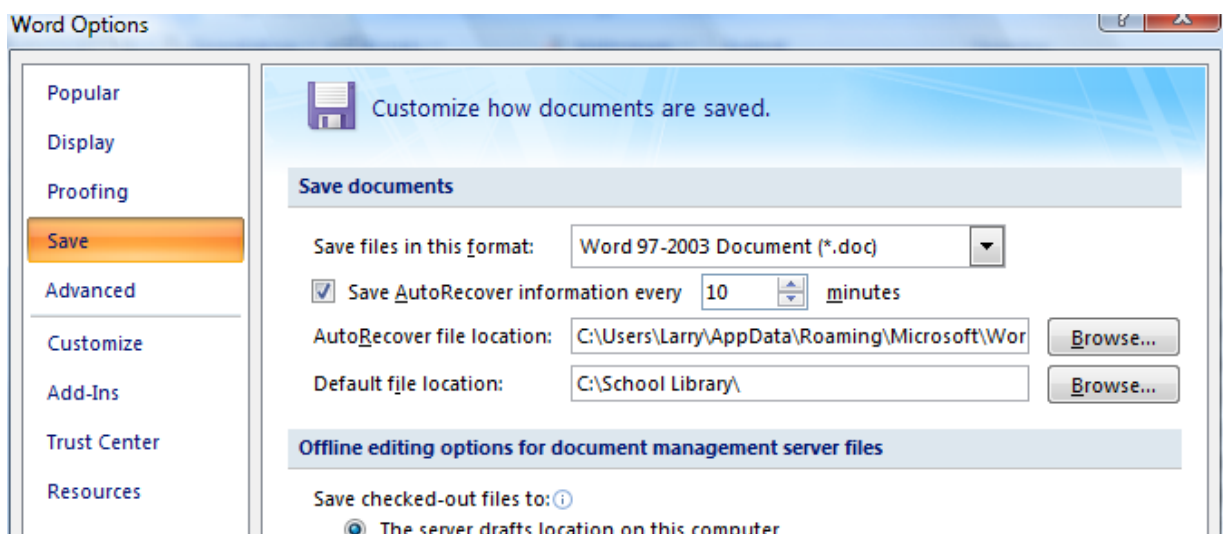 Word Options
Popular
Display
Proofing
Save
Advanced
Customize
Add-Ins
Trust Center
Resources
Customize how documents are saved.
Save documents
Save files in this format: Word 97-2003 Document (*.doc)
Save AutoRecover information every 10 minutes
AutoRecover file location: C:\Users\Larry\AppData\Roaming\Microsoft\Wor Browse...
Default file location: C:\School Library\ Browse...
Offline editing options for document management server files
Save checked-out files to:
The server drafts location on this computer